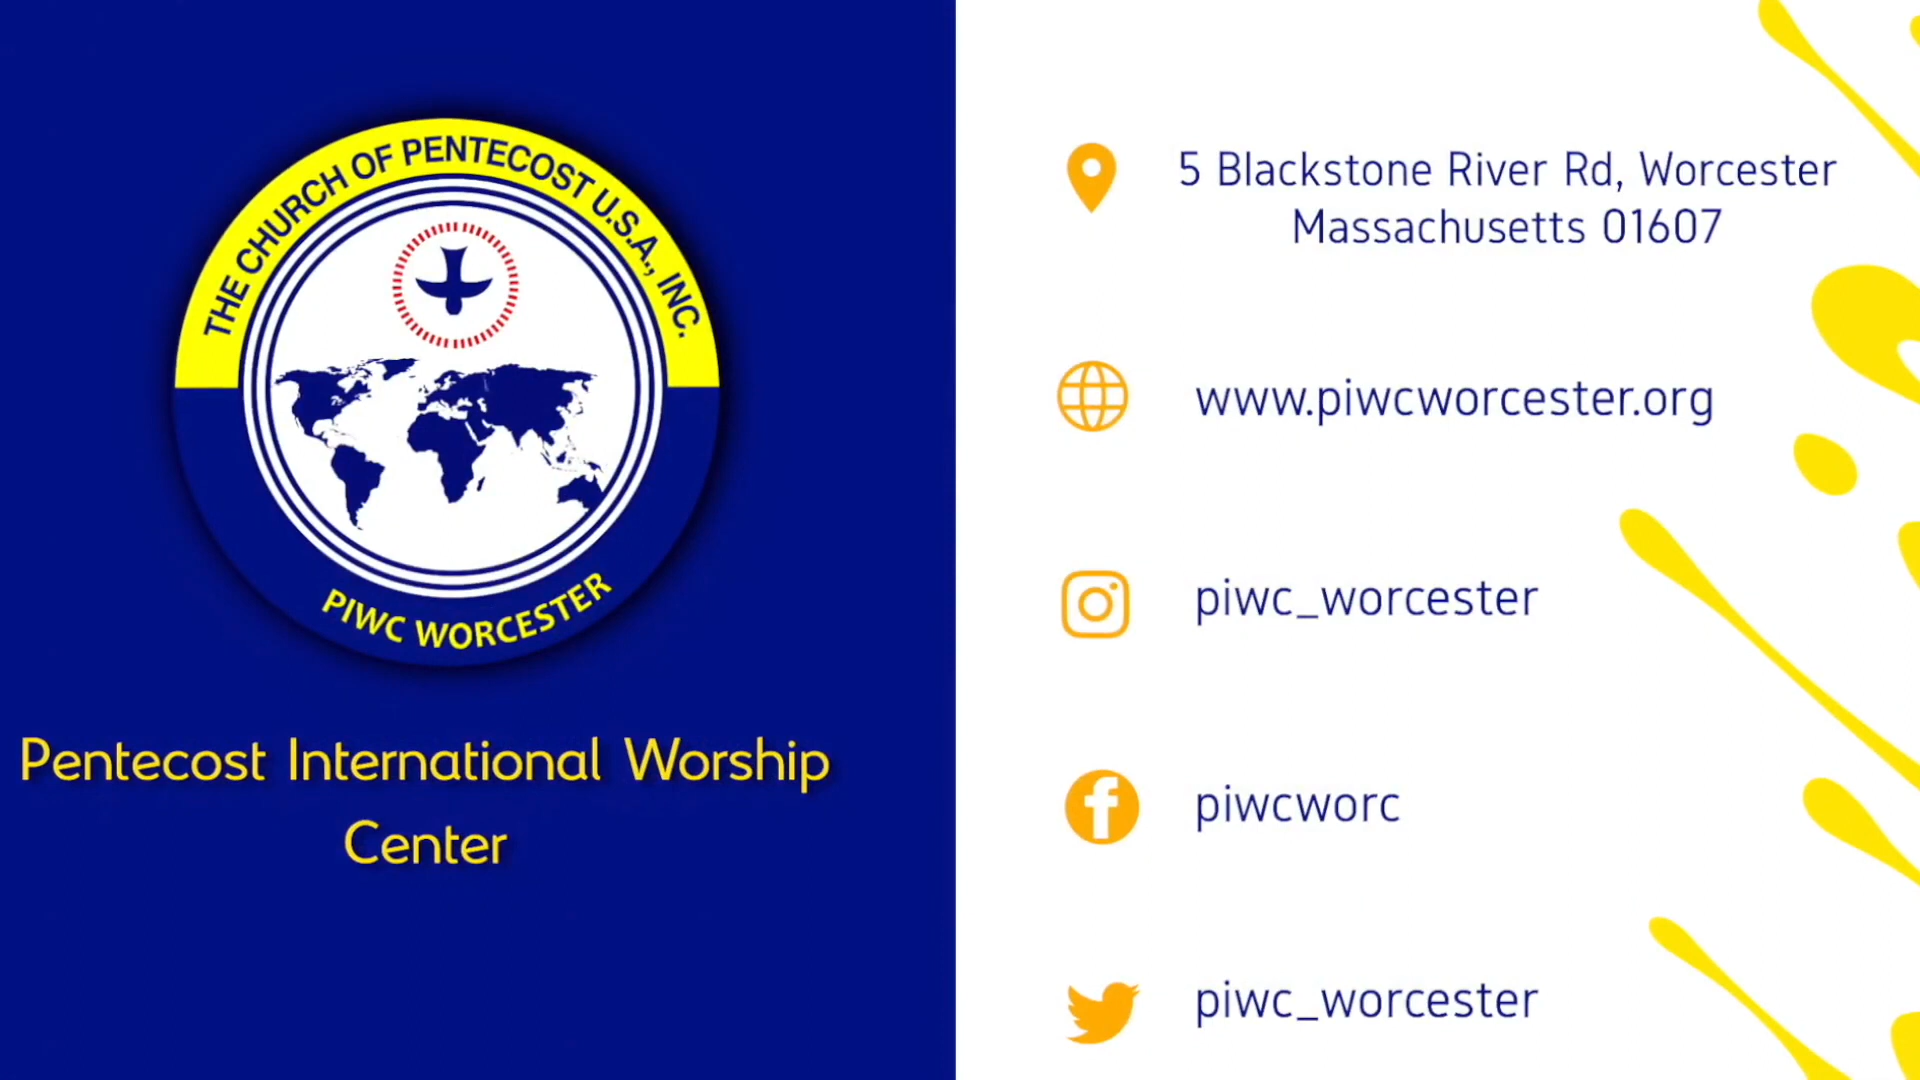 THE CHURCH OF PENTECOST U.S.A., INC.
PIWC WORCESTER
Pentecost International Worship
Center
5 Blackstone River Rd, Worcester
Massachusetts 01607
www.piwcworcester.org
piwc_worcester
piwcworc
piwc_worcester